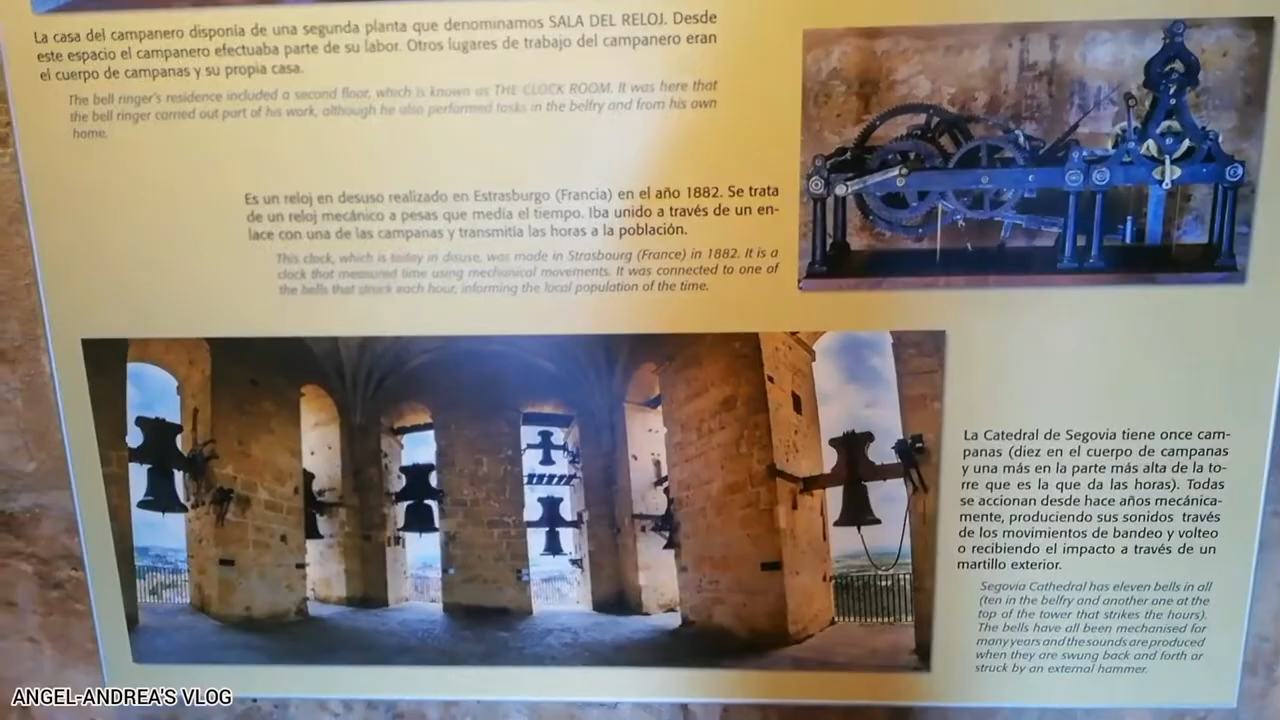 La casa del campanero disponía de una segunda planta que denominamos SALA DEL RELOJ. Desde
este espacio el campanero efectuaba parte de su labor. Otros lugares de trabajo del campanero eran
el cuerpo de campanas y su propia casa.
The bell ringer's residence included a second floor, which is known as THE CLOCK ROOM. It was here that
the bell ringer carried out part of his work, although he also performed tasks in the belfry and from his own
home.
Es un reloj en desuso realizado en Estrasburgo (Francia) en el año 1882. Se trata
de un reloj mecánico a pesas que medía el tiempo. Iba unido a través de un en-
lace con una de las campanas y transmitía las horas a la población.
This clock, which is today in disuse, was made in Strasbourg (France) in 1882. It is a
clock that measured time using mechanical movements. It was connected to one of
the bells that struck each hour, informing the local population of the time.
La Catedral de Segovia tiene once cam-
panas (diez en el cuerpo de campanas
y una más en la parte más alta de la to-
rre que es la que da las horas). Todas
se accionan desde hace años mecánica-
mente, produciendo sus sonidos través
de los movimientos de bandeo y volteo
o recibiendo el impacto a través de un
martillo exterior.
Segovia Cathedral has eleven bells in all
(ten in the belfry and another one at the
top of the tower that strikes the hours).
The bells have all been mechanised for
many years and the sounds are produced
when they are swung back and forth or
struck by an external hammer.
ANGEL-ANDREA'S VLOG